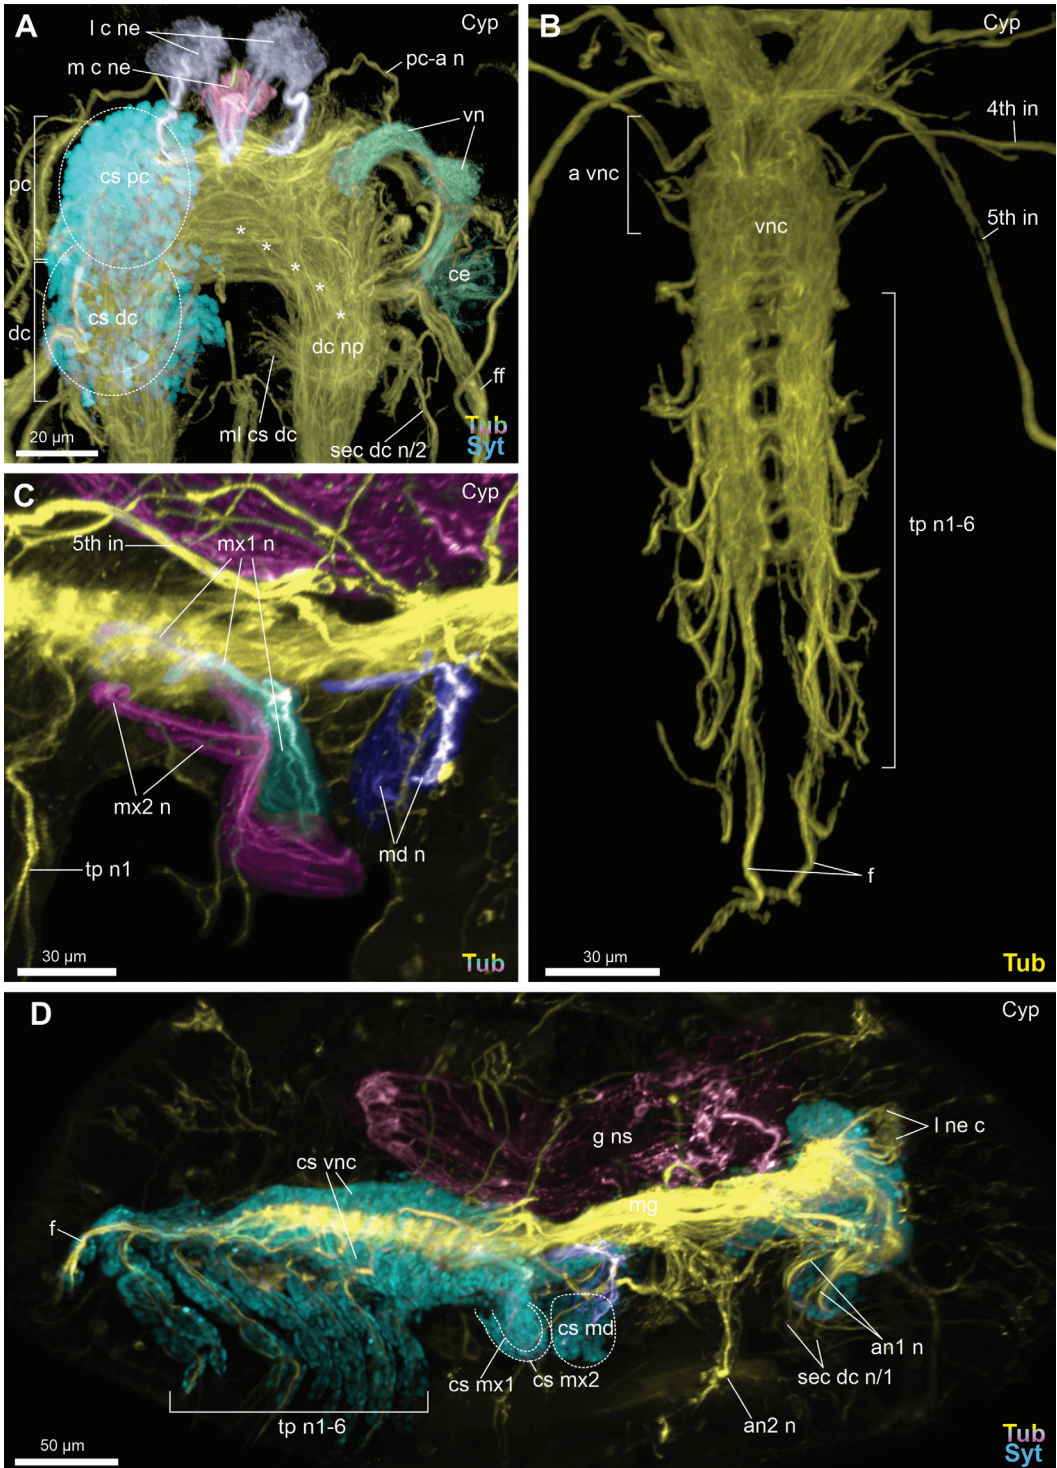 A
Cyp
l c ne
m c ne
pc-a n
vn
pc
cs pc
ce
dc
cs dc
dc np
ff
ml cs dc
sec dc n/2
20 µm
Tub
Syt
B
Cyp
4th in
a vnc
vnc
5th in
tp n1-6
f
30 µm
Tub
C
Cyp
5th in
mx1 n
mx2 n
md n
tp n1
30 µm
Tub
D
Cyp
l ne c
g ns
cs vnc
mg
f
cs md
an1 n
sec dc n/1
cs mx1
cs mx2
an2 n
tp n1-6
50 µm
Tub
Syt